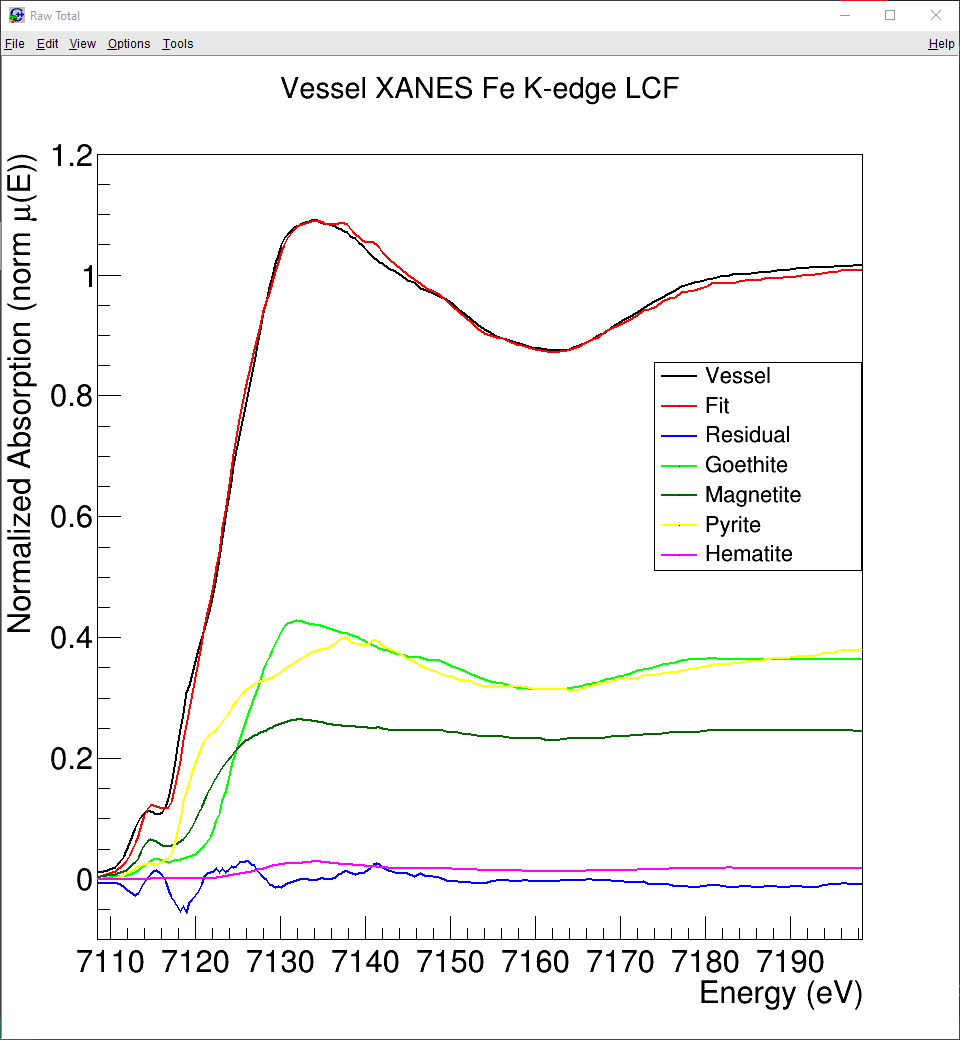 Raw Total
File Edit View Options Tools Help
Vessel XANES Fe K-edge LCF
Normalized Absorption (norm μ(E))
1.2
1
0.8
0.6
0.4
0.2
0
Vessel
Fit
Residual
Goethite
Magnetite
Pyrite
Hematite
7110 7120 7130 7140 7150 7160 7170 7180 7190
Energy (eV)